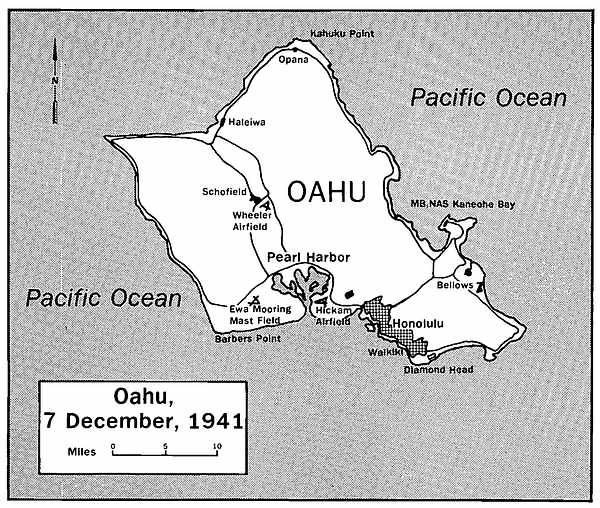 Kahuku Point
Opana
N
Pacific Ocean
Haleiwa
Schofield
OAHU
Wheeler
Airfield
MB,NAS Kaneohe Bay
Pearl Harbor
Bellows
Pacific Ocean
Ewa Mooring
Mast Field
Hickam
Airfield
Honolulu
Barbers Point
Waikiki
Diamond Head
Oahu,
7 December, 1941
Miles 0 5 10